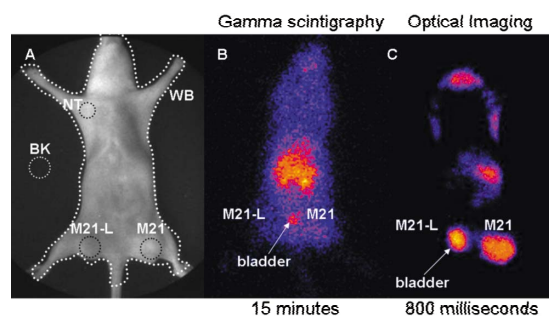 Gamma scintigraphy
Optical Imaging
A
B
C
NT
WB
BK
M21-L
M21
M21-L
M21
bladder
M21-L
M21
bladder
15 minutes
800 milliseconds